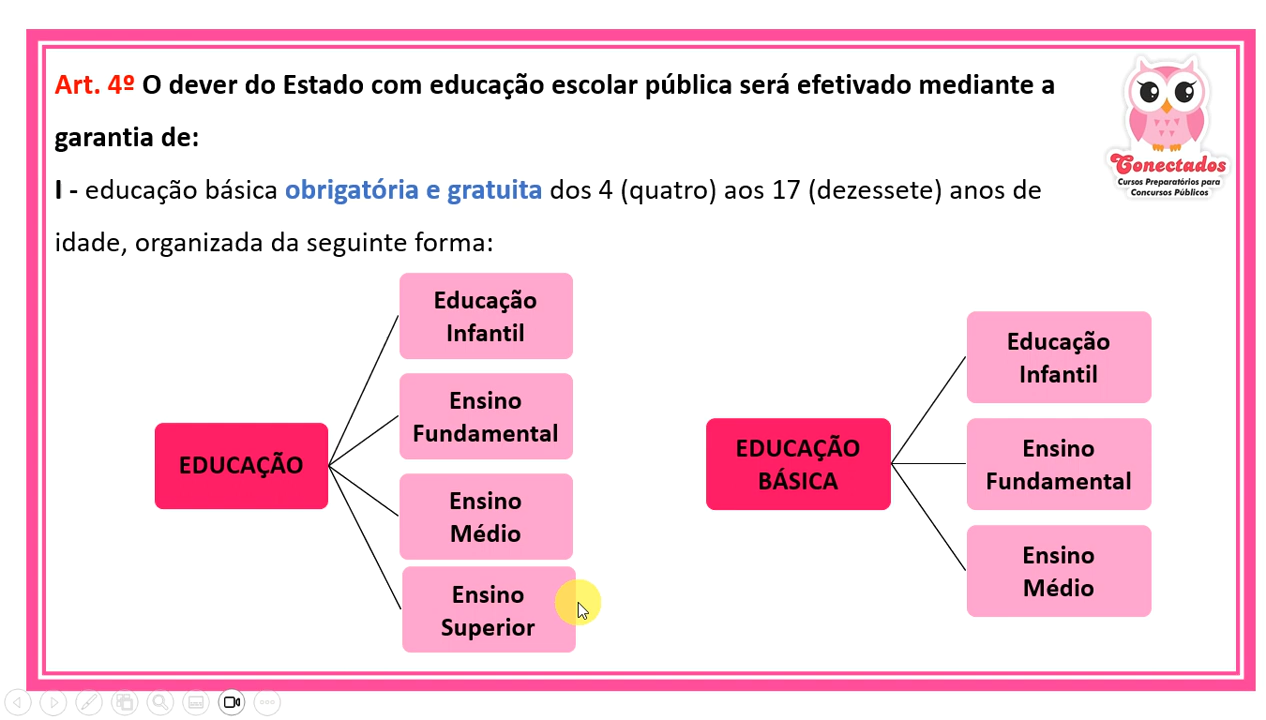 Art. 4º O dever do Estado com educação escolar pública será efetivado mediante a
garantia de:
I - educação básica obrigatória e gratuita dos 4 (quatro) aos 17 (dezessete) anos de
idade, organizada da seguinte forma:
Conectados
Cursos Preparatórios para
Concursos Públicos
EDUCAÇÃO
Educação
Infantil
Ensino
Fundamental
Ensino
Médio
Ensino
Superior
EDUCAÇÃO
BÁSICA
Educação
Infantil
Ensino
Fundamental
Ensino
Médio